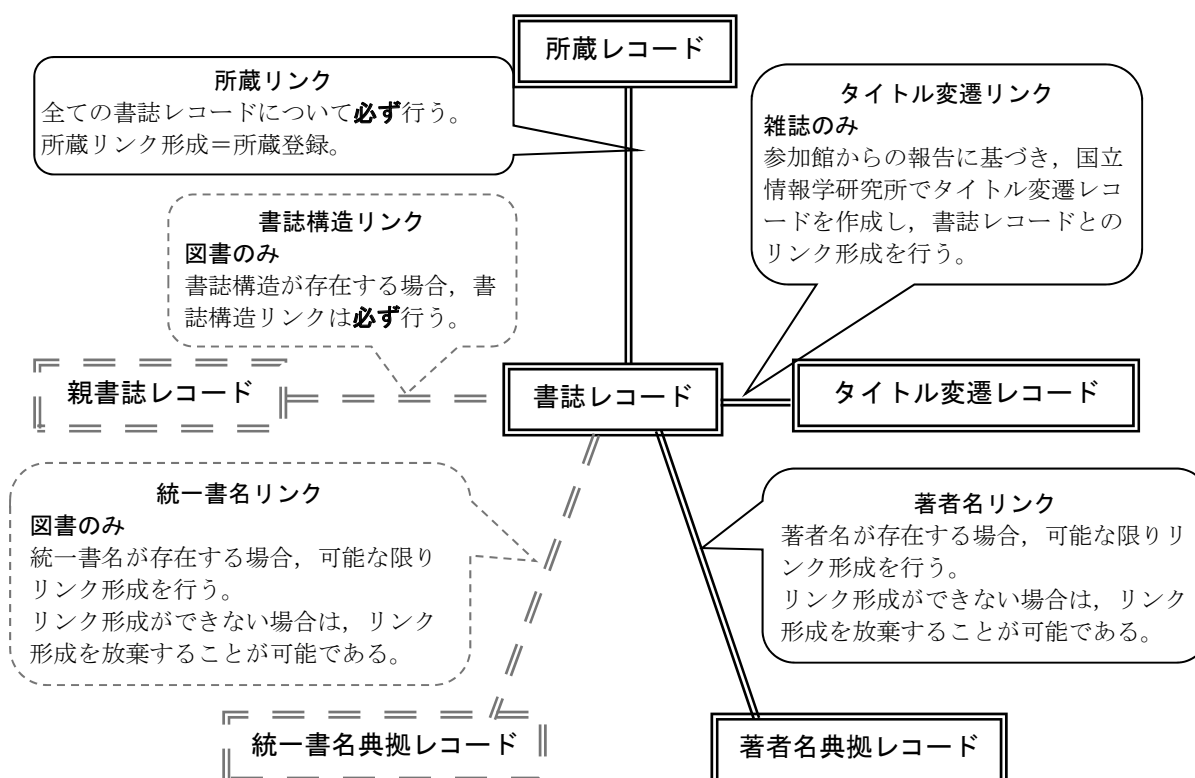 所蔵レコード
所蔵リンク
全ての書誌レコードについて必ず行う。
所蔵リンク形成＝所蔵登録。
タイトル変遷リンク
雑誌のみ
参加館からの報告に基づき，国立
情報学研究所でタイトル変遷レコ
ードを作成し，書誌レコードとの
リンク形成を行う。
書誌構造リンク
図書のみ
書誌構造が存在する場合，書
誌構造リンクは必ず行う。
親書誌レコード
書誌レコード
タイトル変遷レコード
統一書名リンク
図書のみ
統一書名が存在する場合，可能な限り
リンク形成を行う。
リンク形成ができない場合は，リンク
形成を放棄することが可能である。
著者名リンク
著者名が存在する場合，可能な限りリ
ンク形成を行う。
リンク形成ができない場合は，リンク
形成を放棄することが可能である。
統一書名典拠レコード
著者名典拠レコード